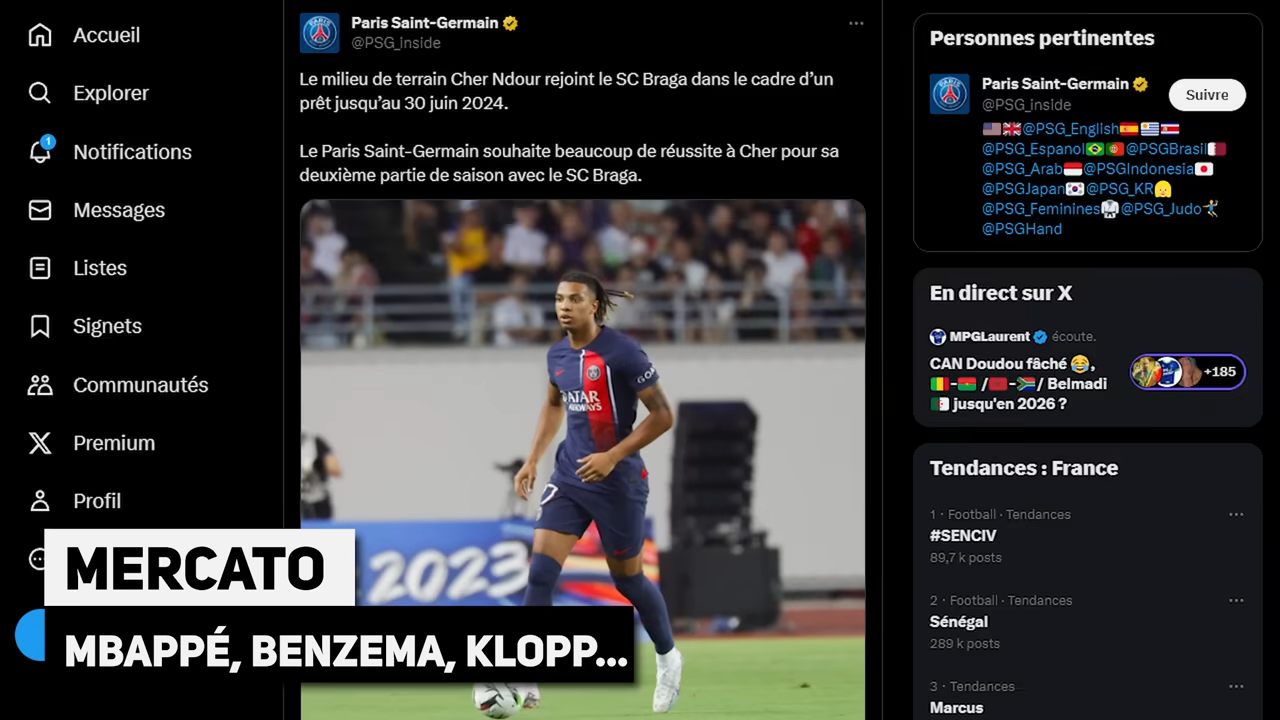 Accueil
Explorer
1
Notifications
Messages
Listes
Signets
Communautés
Premium
Profil
Paris Saint-Germain
@PSG_inside
Le milieu de terrain Cher Ndour rejoint le SC Braga dans le cadre d’un
prêt jusqu’au 30 juin 2024.
Le Paris Saint-Germain souhaite beaucoup de réussite à Cher pour sa
deuxième partie de saison avec le SC Braga.
QATAR
AIRWAYS
GOA
2023
MERCATO
MBAPPÉ, BENZEMA, KLOPP...
Personnes pertinentes
Paris Saint-Germain
@PSG_inside
Suivre
🇺🇸🇬🇧@PSG_English🇪🇸🇺🇾🇨🇷
@PSG_Espanol🇧🇷🇵🇹@PSGBrasil🇶🇦
@PSG_Arab🇮🇩@PSGIndonesia🇯🇵
@PSGJapan🇰🇷@PSG_KR👱‍♀️
@PSG_Feminines🥋@PSG_Judo🤾
@PSGHand
En direct sur X
MPGLaurent écoute.
CAN Doudou fâché 😂,
🇲🇱-🇧🇫 /🇲🇦-🇿🇦/ Belmadi
🇩🇿 jusqu'en 2026 ?
+185
Tendances : France
1 · Football · Tendances
#SENCIV
89,7 k posts
2 · Football · Tendances
Sénégal
289 k posts
3 · Tendances
Marcus